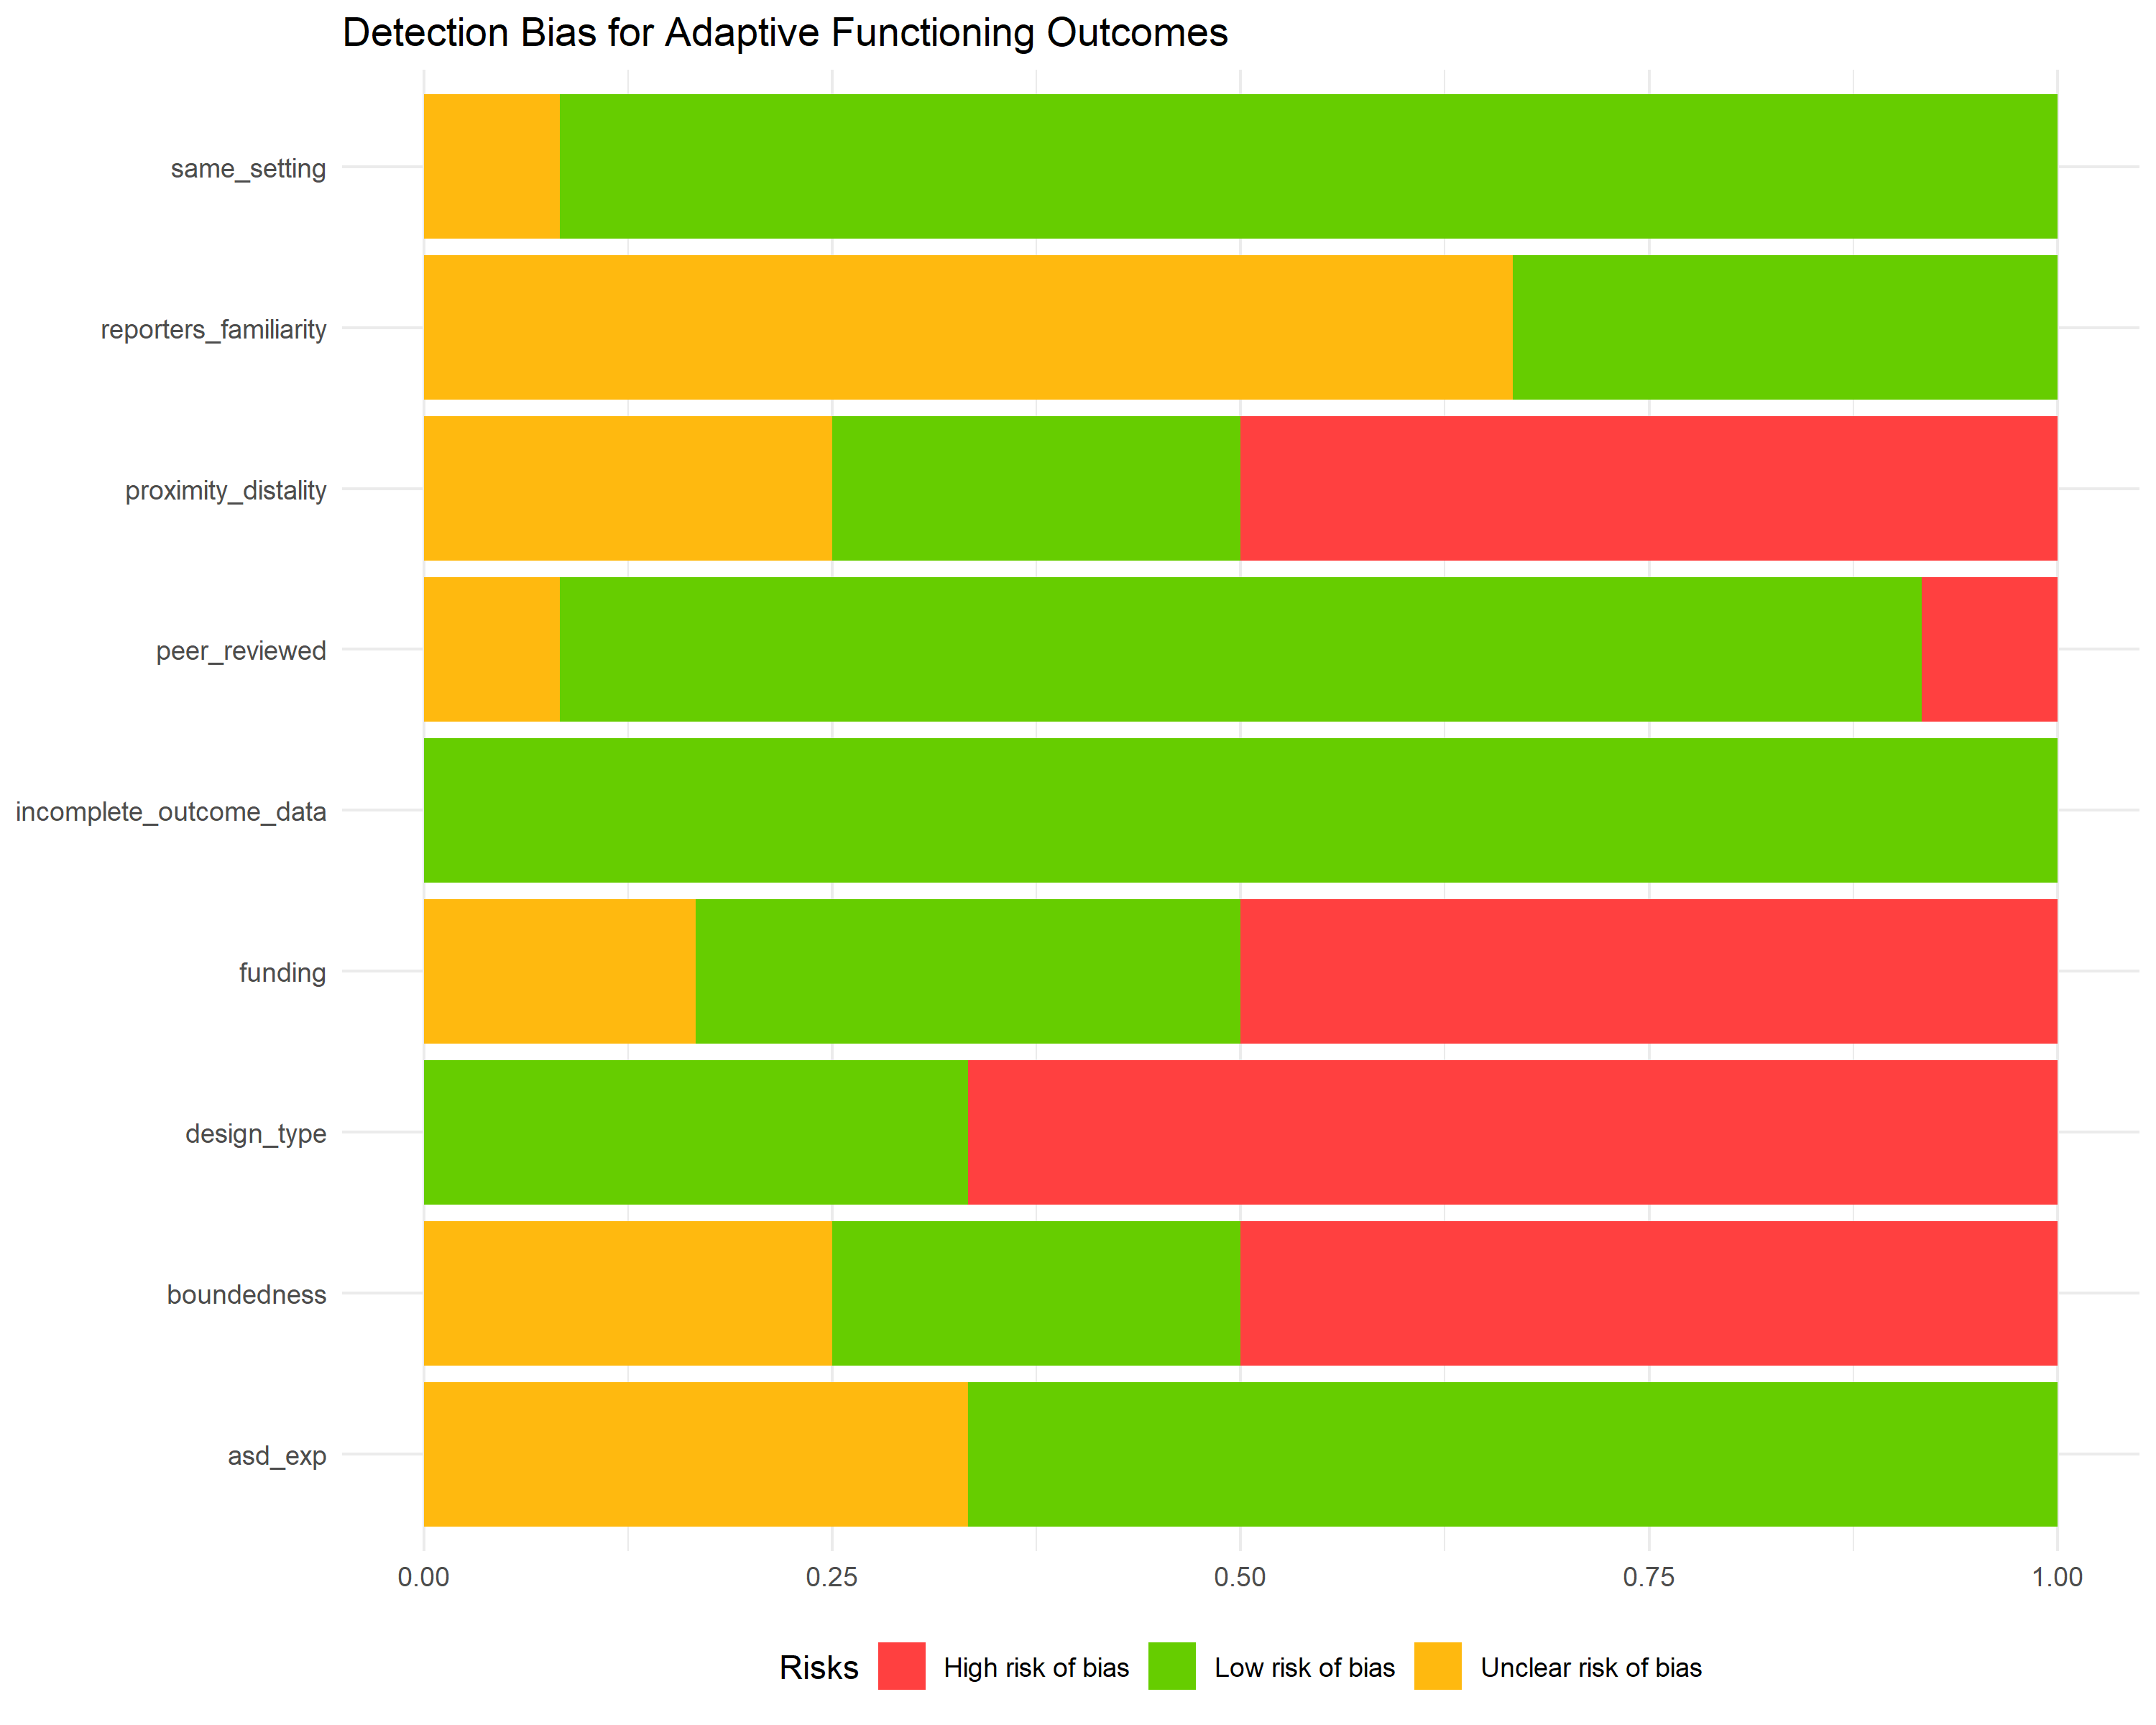 Detection Bias for Adaptive Functioning Outcomes
same_setting
reporters_familiarity
proximity_distality
peer_reviewed
incomplete_outcome_data
funding
design_type
boundedness
asd_exp
0.00 0.25 0.50 0.75 1.00
Risks High risk of bias Low risk of bias Unclear risk of bias